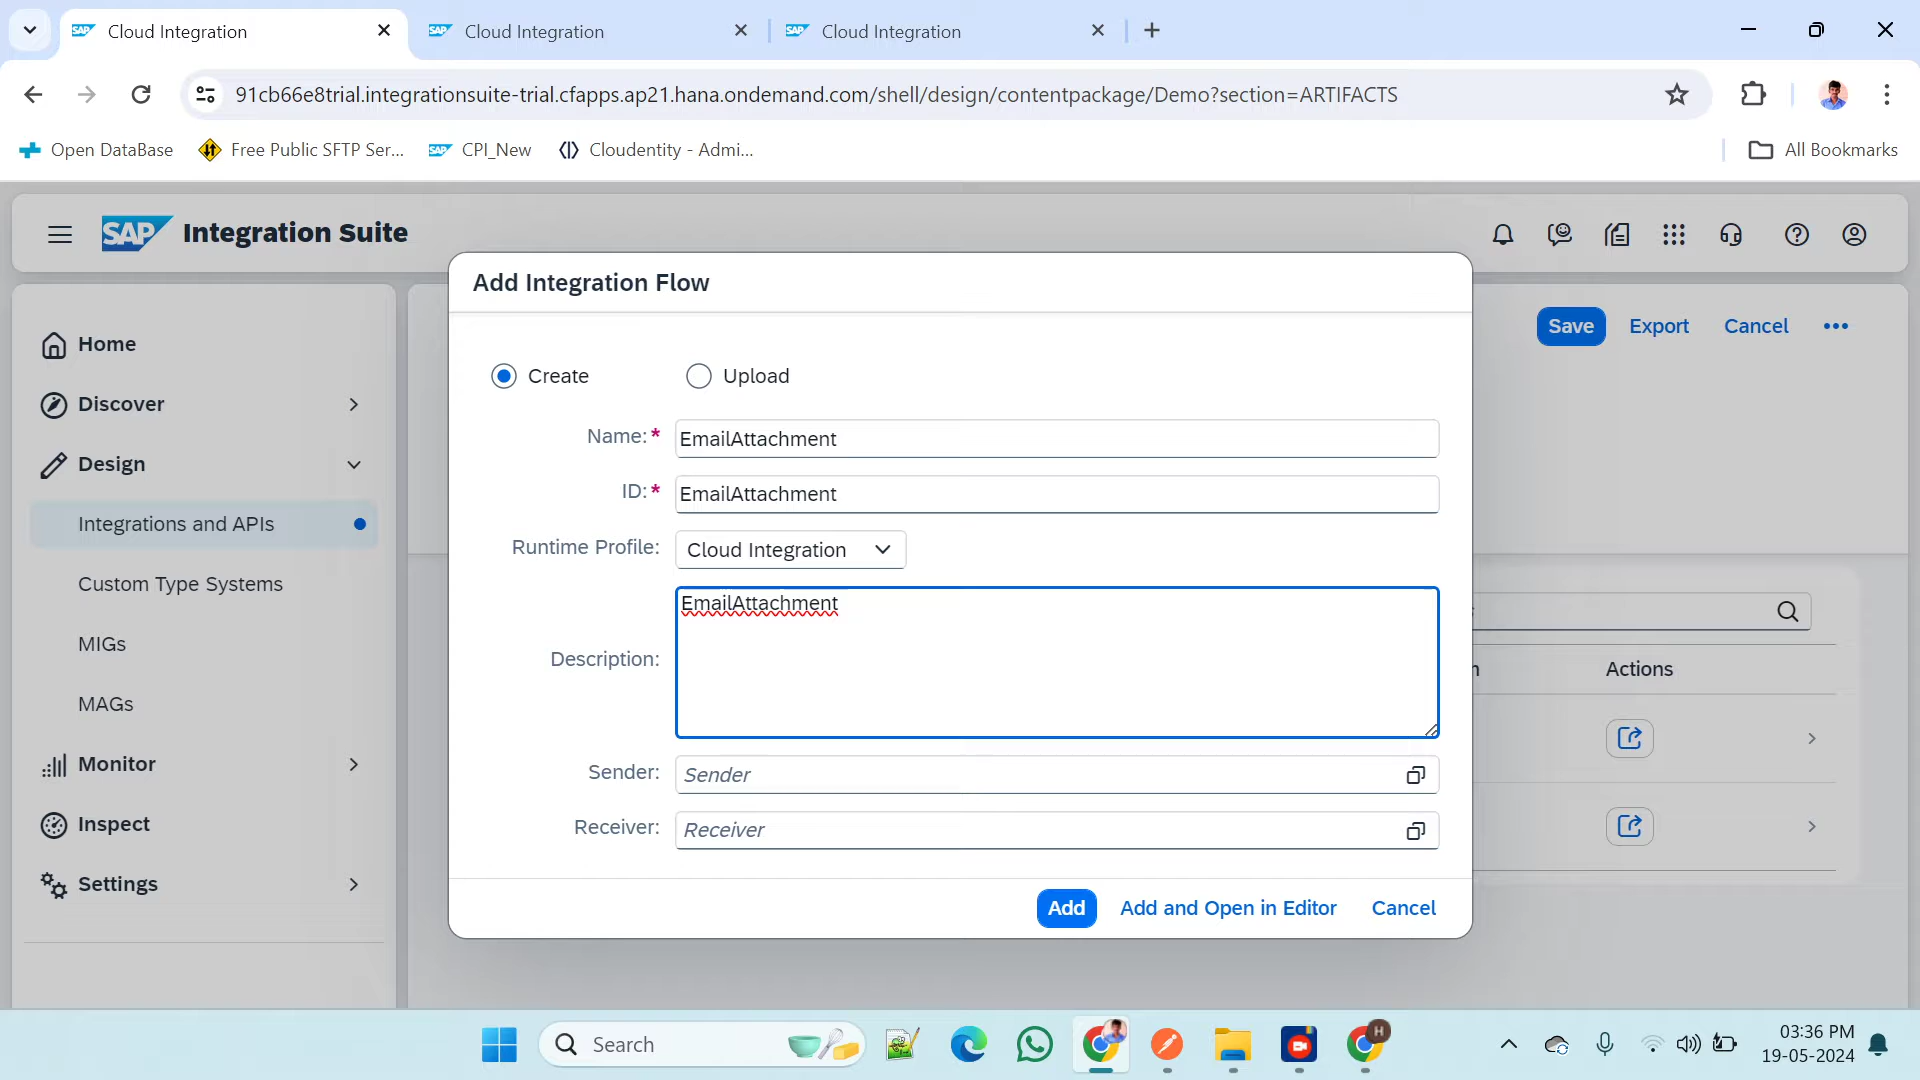 Cloud Integration
Cloud Integration
Cloud Integration
91cb66e8trial.integrationsuite-trial.cfapps.ap21.hana.ondemand.com/shell/design/contentpackage/Demo?section=ARTIFACTS
Open DataBase
Free Public SFTP Ser...
CPI_New
Cloudentity - Admi...
All Bookmarks
SAP Integration Suite
Home
Discover
Design
Integrations and APIs
Custom Type Systems
MIGs
MAGs
Monitor
Inspect
Settings
Save
Export
Cancel
Actions
Add Integration Flow
Create
Upload
Name:* EmailAttachment
ID:* EmailAttachment
Runtime Profile: Cloud Integration
Description: EmailAttachment
Sender: Sender
Receiver: Receiver
Add
Add and Open in Editor
Cancel
Search
H
03:36 PM
19-05-2024